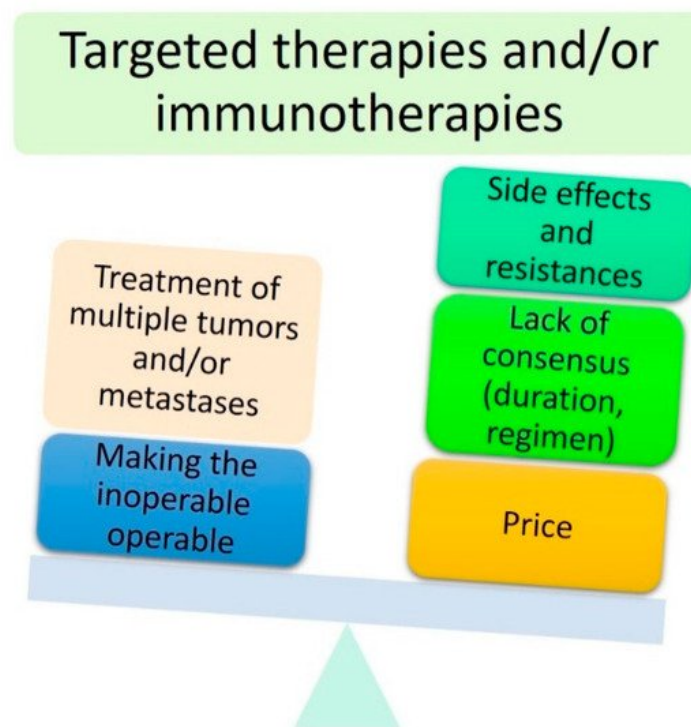 Targeted therapies and/or
immunotherapies
Treatment of
multiple tumors
and/or
metastases
Making the
inoperable
operable
Side effects
and
resistances
Lack of
consensus
(duration,
regimen)
Price